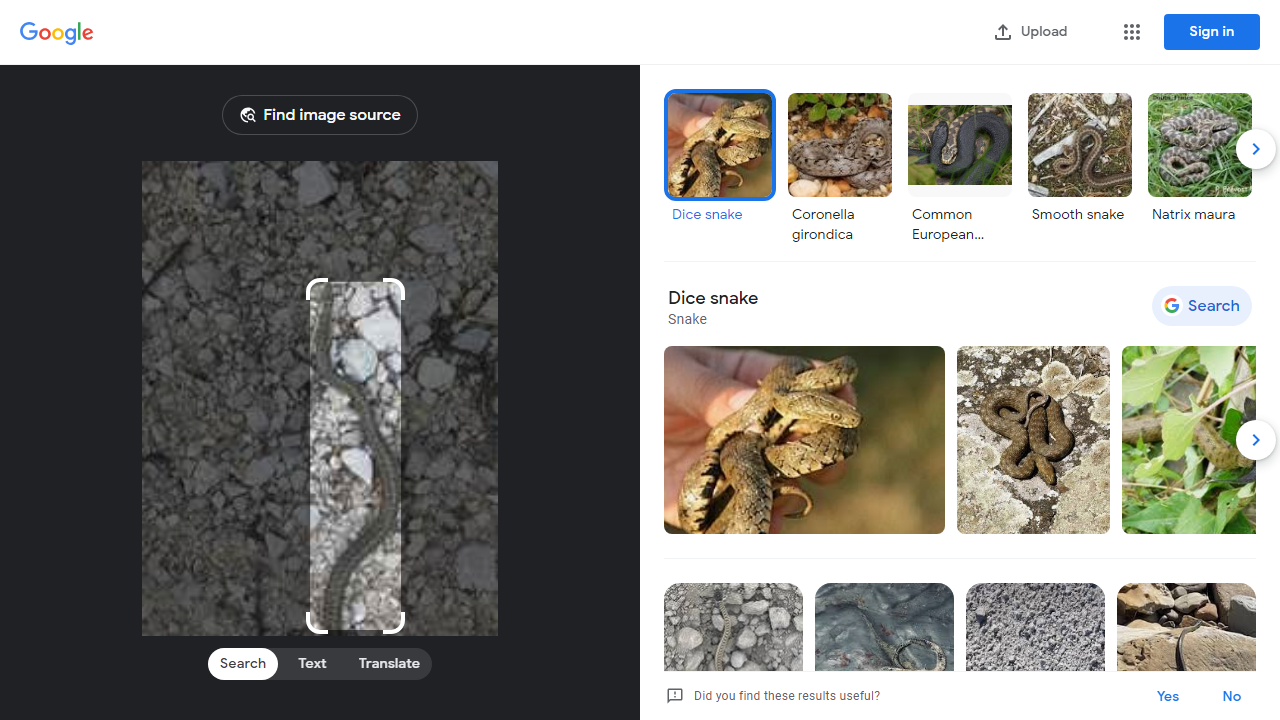 Google
Upload
Sign in
Find image source
Dice snake
Coronella
girondica
Common
European...
Smooth snake
Natrix maura
Dice snake
Snake
Search
Search
Text
Translate
Did you find these results useful?
Yes
No